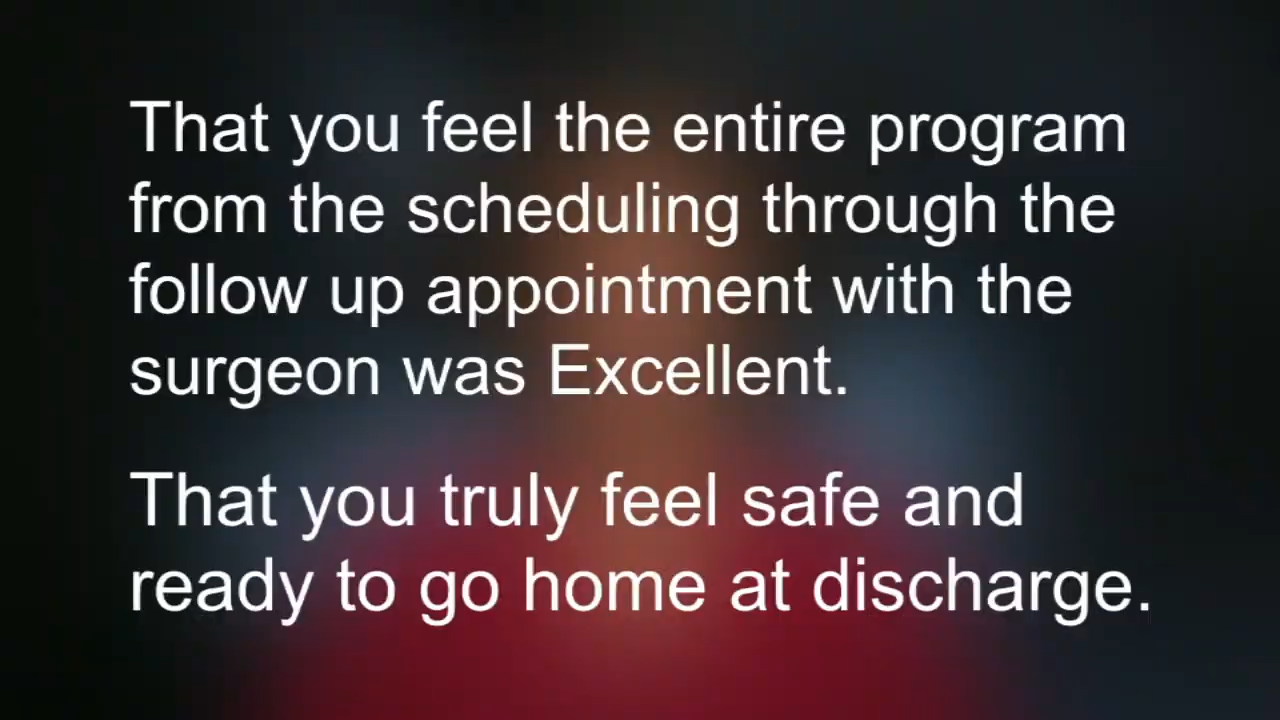 That you feel the entire program
from the scheduling through the
follow up appointment with the
surgeon was Excellent.
That you truly feel safe and
ready to go home at discharge.